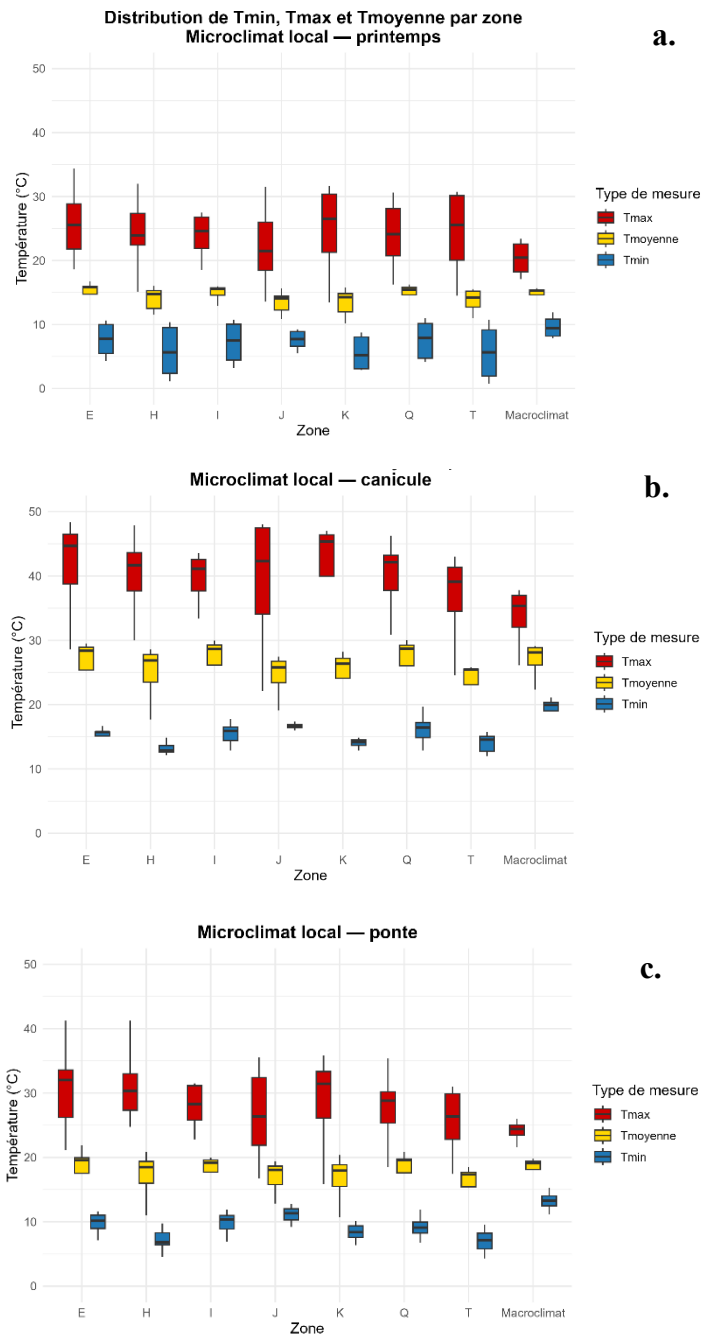 Distribution de Tmin, Tmax et Tmoyenne par zone
Microclimat local — printemps
a.
50
40
30
20
10
0
Température (°C)
E H I J K Q T Macroclimat
Zone
Type de mesure
Tmax
Tmoyenne
Tmin
Microclimat local — canicule
b.
50
40
30
20
10
0
Température (°C)
E H I J K Q T Macroclimat
Zone
Type de mesure
Tmax
Tmoyenne
Tmin
Microclimat local — ponte
c.
50
40
30
20
10
0
Température (°C)
E H I J K Q T Macroclimat
Zone
Type de mesure
Tmax
Tmoyenne
Tmin